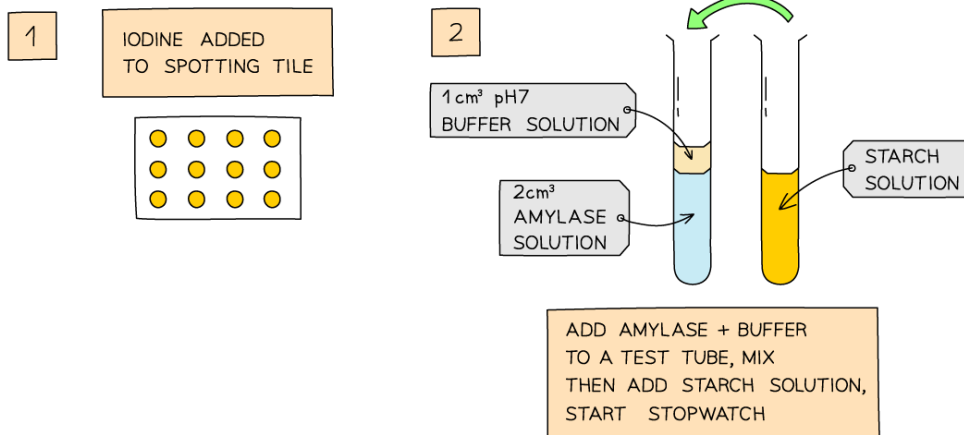 1
IODINE ADDED
TO SPOTTING TILE
2
1cm³ pH7
BUFFER SOLUTION
2cm³
AMYLASE
SOLUTION
STARCH
SOLUTION
ADD AMYLASE + BUFFER
TO A TEST TUBE, MIX
THEN ADD STARCH SOLUTION,
START STOPWATCH